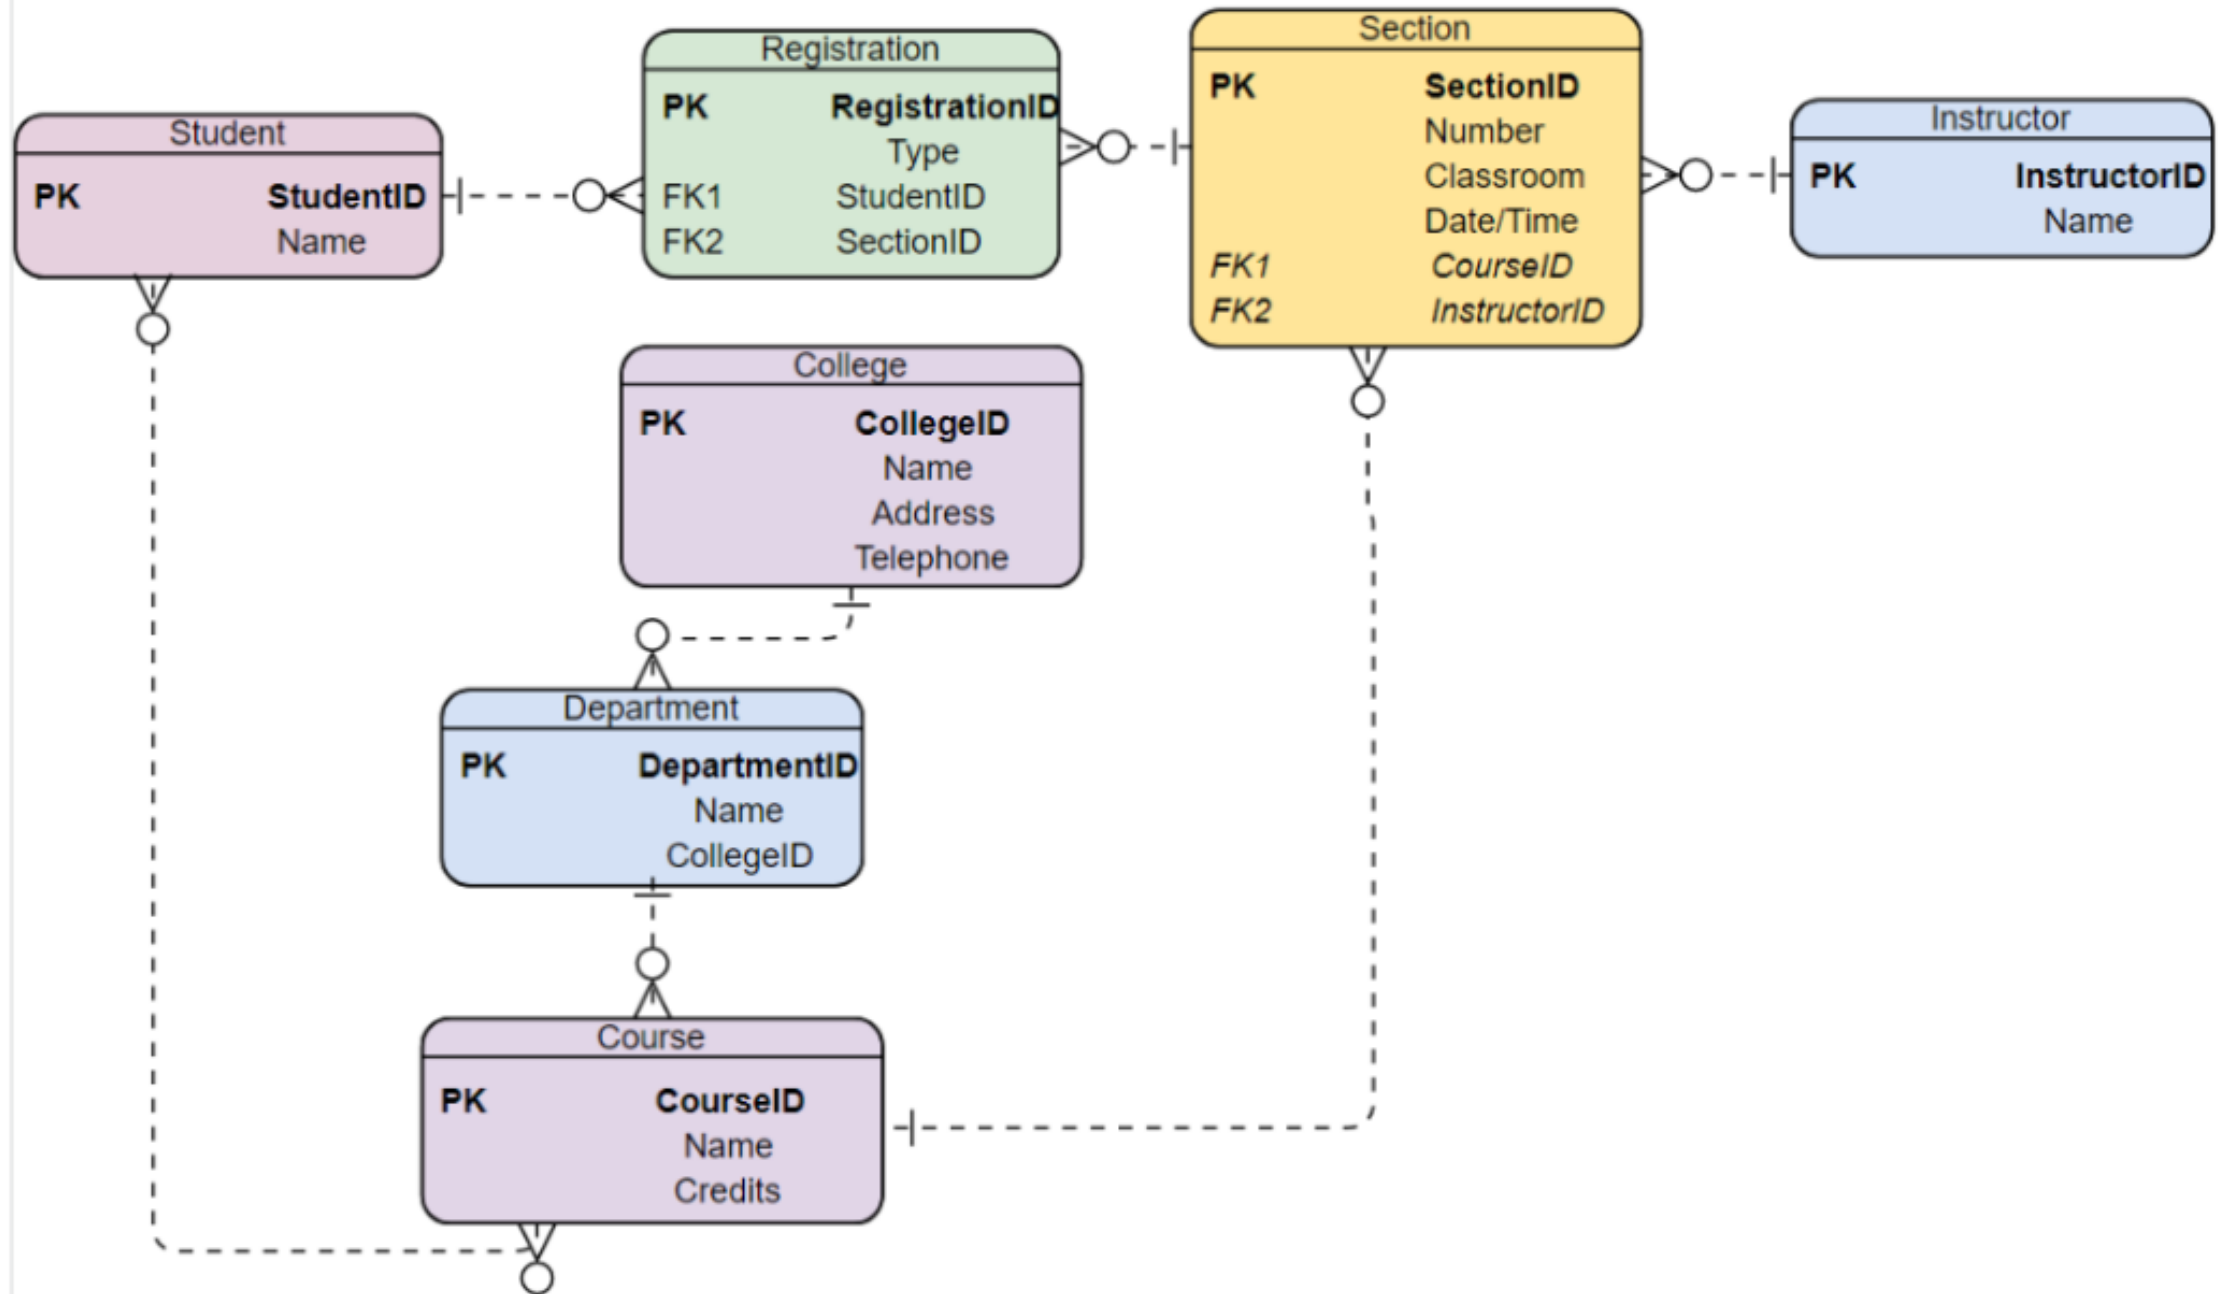 Student
PK StudentID
Name
Registration
PK RegistrationID
Type
FK1 StudentID
FK2 SectionID
Section
PK SectionID
Number
Classroom
Date/Time
FK1 CourseID
FK2 InstructorID
Instructor
PK InstructorID
Name
College
PK CollegeID
Name
Address
Telephone
Department
PK DepartmentID
Name
CollegeID
Course
PK CourseID
Name
Credits